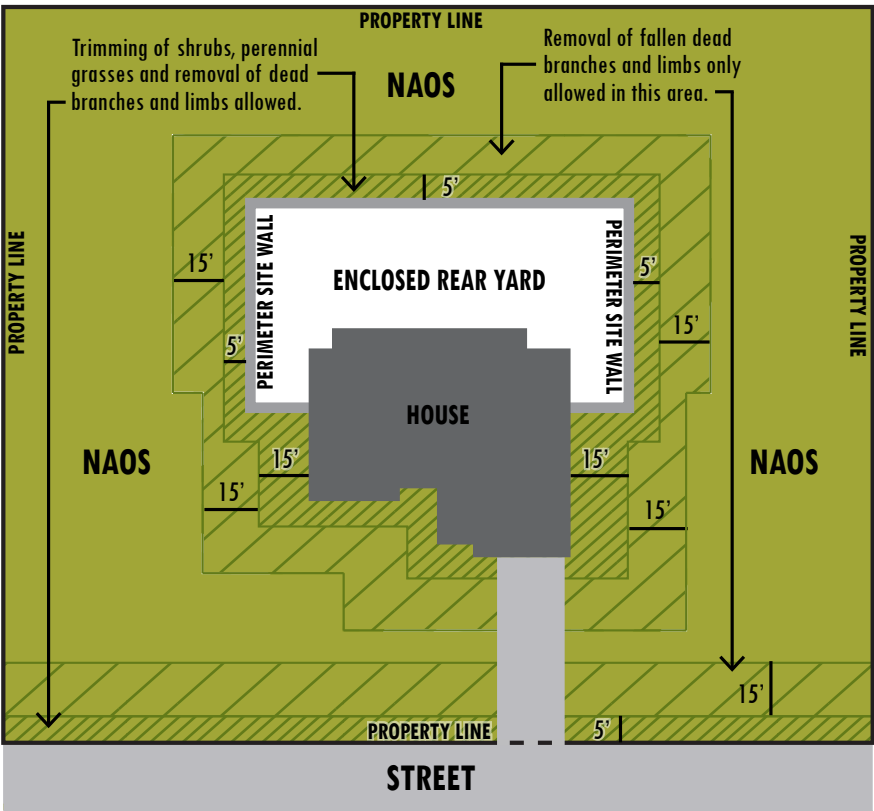 PROPERTY LINE
Trimming of shrubs, perennial
grasses and removal of dead
branches and limbs allowed.
NAOS
Removal of fallen dead
branches and limbs only
allowed in this area.
5’
PROPERTY LINE
15’
5’
PERIMETER SITE WALL
ENCLOSED REAR YARD
PERIMETER SITE WALL
5’
15’
PROPERTY LINE
HOUSE
NAOS
15’
15’
15’
15’
NAOS
15’
5’
PROPERTY LINE
STREET